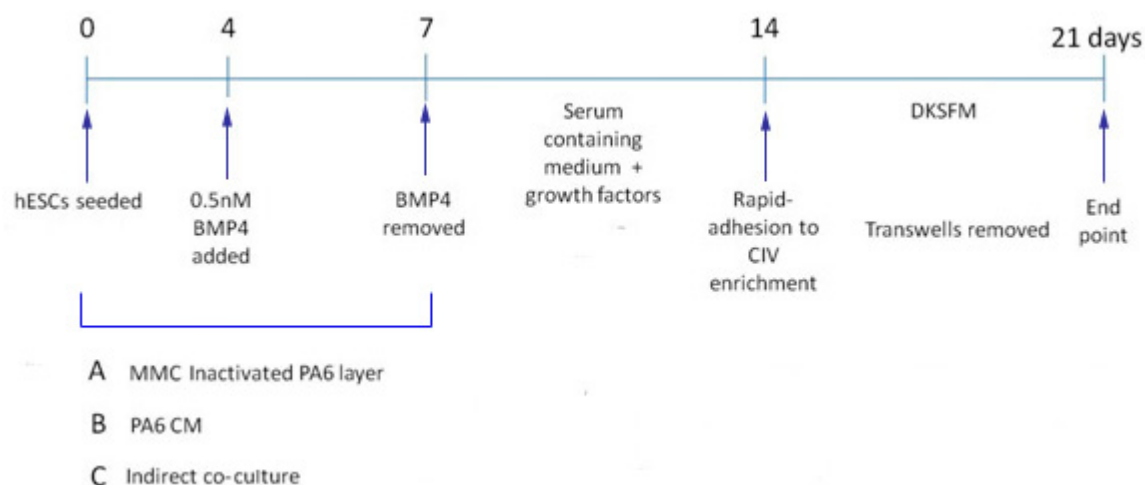 0 4 7 14 21 days
hESCs seeded
0.5nM
BMP4
added
BMP4
removed
Serum
containing
medium +
growth factors
Rapid-
adhesion to
CIV
enrichment
DKSFM
Transwells removed
End
point
A MMC Inactivated PA6 layer
B PA6 CM
C Indirect co-culture